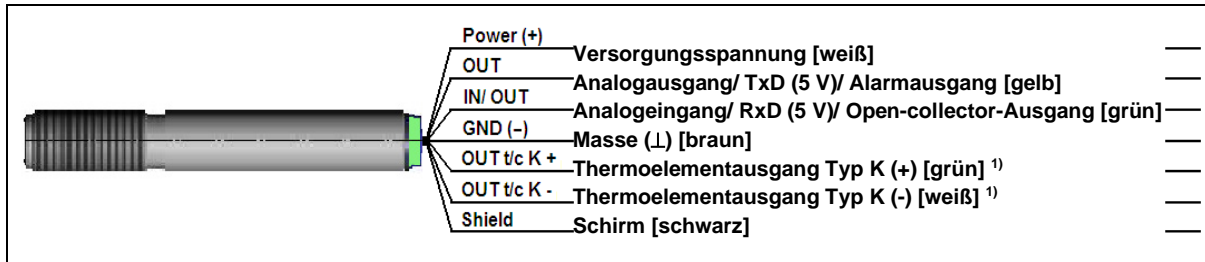 Power (+)
Versorgungsspannung [weiß]
OUT
Analogausgang/ TxD (5 V)/ Alarmausgang [gelb]
IN/ OUT
Analogeingang/ RxD (5 V)/ Open-collector-Ausgang [grün]
GND (–)
Masse (⊥) [braun]
OUT t/c K +
Thermoelementausgang Typ K (+) [grün] ¹⁾
OUT t/c K -
Thermoelementausgang Typ K (-) [weiß] ¹⁾
Shield
Schirm [schwarz]